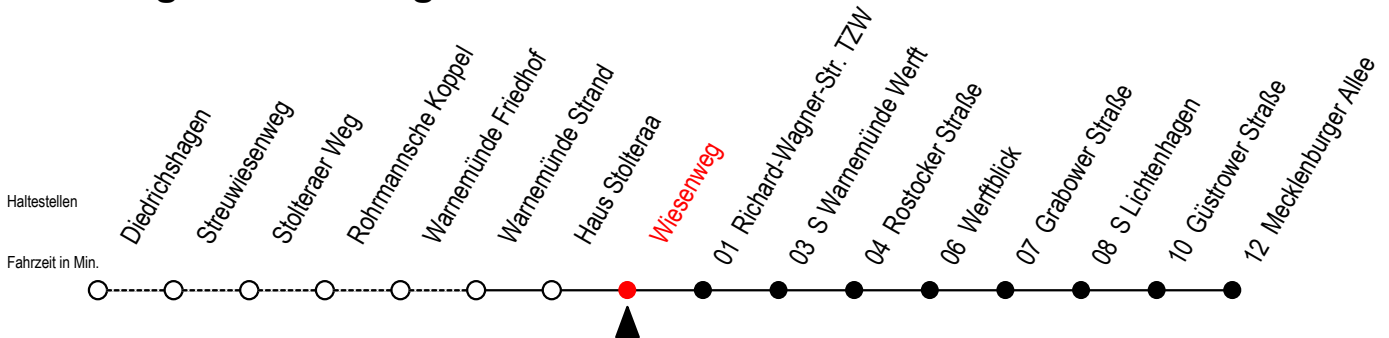 Haltestellen
Fahrzeit in Min.
Diedrichshagen
Streuwiesenweg
Stolteraer Weg
Rohrmannsche Koppel
Warnemünde Friedhof
Warnemünde Strand
Haus Stolteraa
Wiesenweg
01 Richard-Wagner-Str. TZW
03 S Warnemünde Werft
04 Rostocker Straße
06 Werftblick
07 Grabower Straße
08 S Lichtenhagen
10 Güstrower Straße
12 Mecklenburger Allee